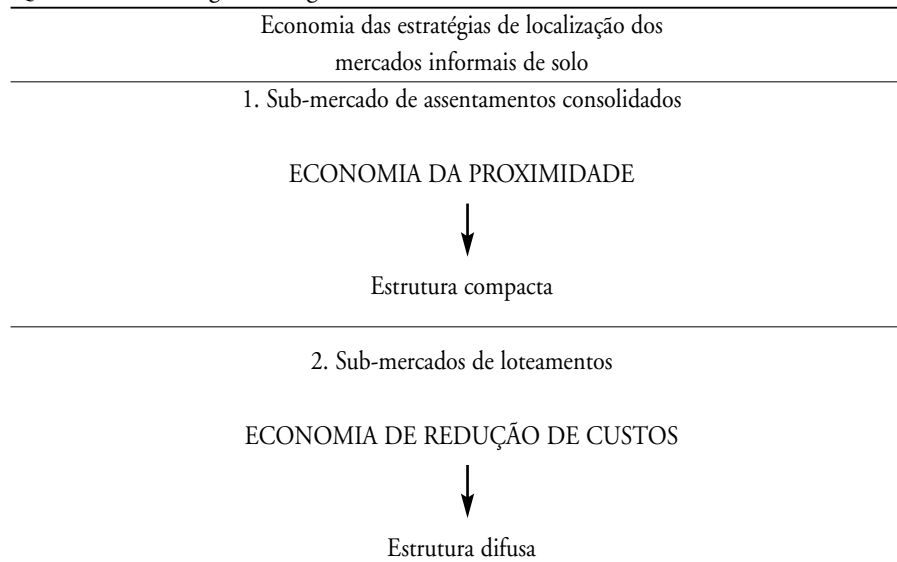 Economia das estratégias de localização dos
mercados informais de solo
1. Sub-mercado de assentamentos consolidados
ECONOMIA DA PROXIMIDADE
Estrutura compacta
2. Sub-mercados de loteamentos
ECONOMIA DE REDUÇÃO DE CUSTOS
Estrutura difusa